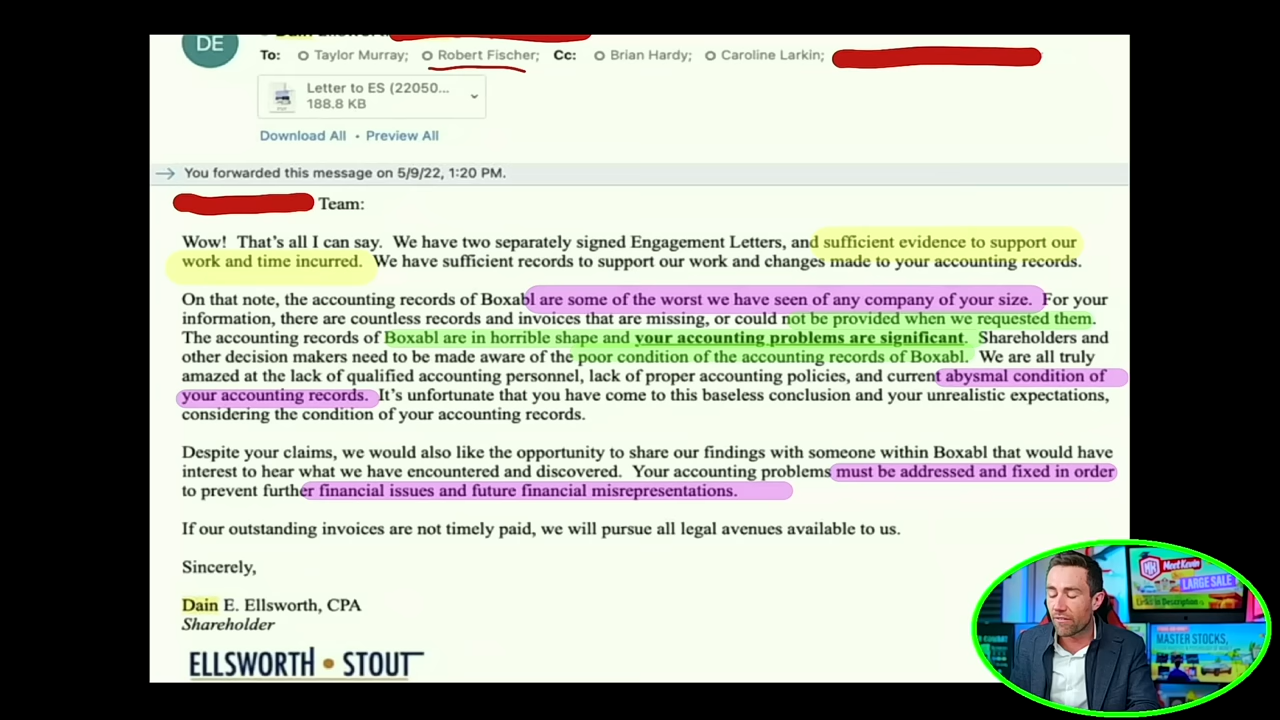 DE
To: Taylor Murray; Robert Fischer; Cc: Brian Hardy; Caroline Larkin;
Letter to ES (22050...
188.8 KB
Download All • Preview All
You forwarded this message on 5/9/22, 1:20 PM.
Team:
Wow! That's all I can say. We have two separately signed Engagement Letters, and sufficient evidence to support our
work and time incurred. We have sufficient records to support our work and changes made to your accounting records.
On that note, the accounting records of Boxabl are some of the worst we have seen of any company of your size. For your
information, there are countless records and invoices that are missing, or could not be provided when we requested them.
The accounting records of Boxabl are in horrible shape and your accounting problems are significant. Shareholders and
other decision makers need to be made aware of the poor condition of the accounting records of Boxabl. We are all truly
amazed at the lack of qualified accounting personnel, lack of proper accounting policies, and current abysmal condition of
your accounting records. It's unfortunate that you have come to this baseless conclusion and your unrealistic expectations,
considering the condition of your accounting records.
Despite your claims, we would also like the opportunity to share our findings with someone within Boxabl that would have
interest to hear what we have encountered and discovered. Your accounting problems must be addressed and fixed in order
to prevent further financial issues and future financial misrepresentations.
If our outstanding invoices are not timely paid, we will pursue all legal avenues available to us.
Sincerely,
Dain E. Ellsworth, CPA
Shareholder
ELLSWORTH • STOUT
MK
Meet Kevin
LARGE SALE
Links in Description
MASTER STOCKS,